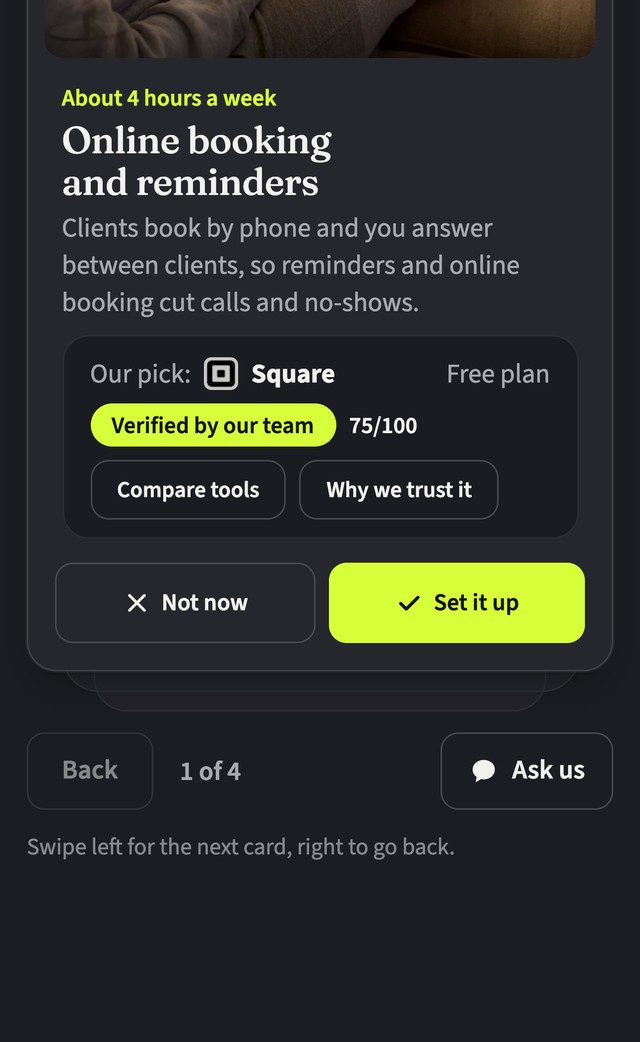 About 4 hours a week
Online booking
and reminders
Clients book by phone and you answer
between clients, so reminders and online
booking cut calls and no-shows.
Our pick: Square Free plan
Verified by our team 75/100
Compare tools Why we trust it
Not now Set it up
Back 1 of 4 Ask us
Swipe left for the next card, right to go back.